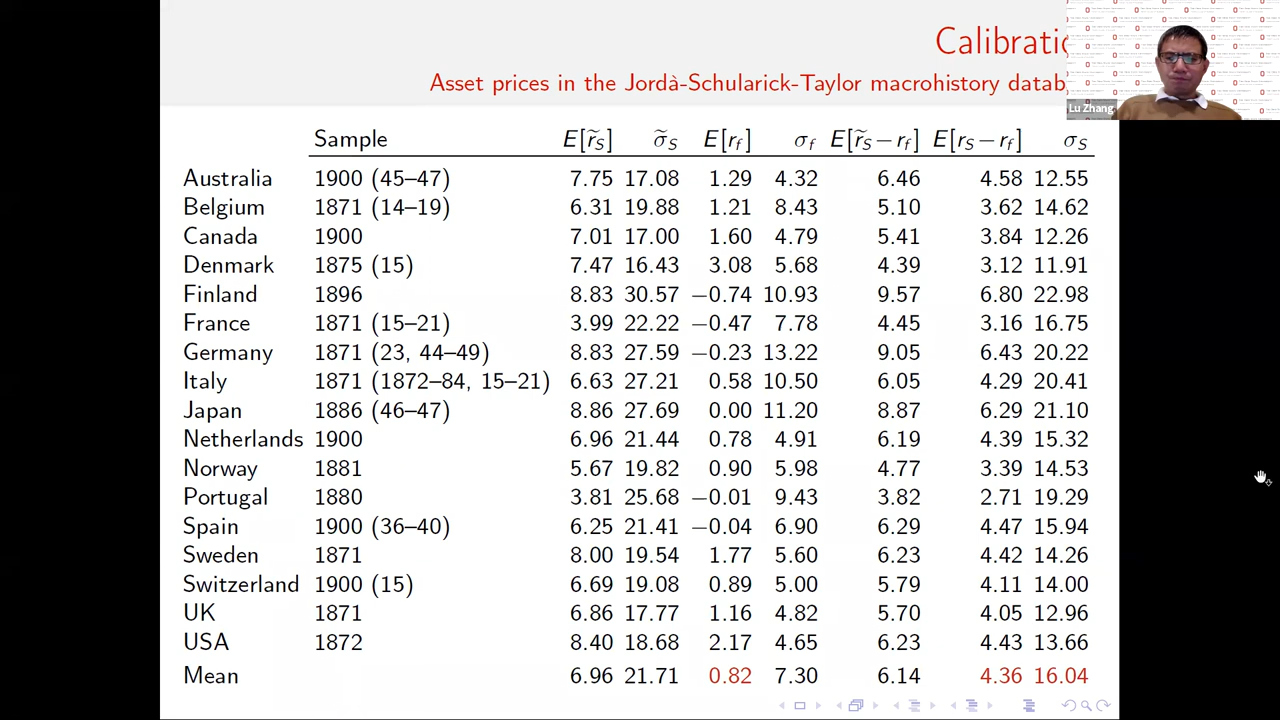 Calibratio
Asset prices in the Jordà-Schularick-Taylor macrohistory datab
Lu Zhang
Sample E[r̃_S] σ̃_S E[r_f] σ_f E[r̃_S − r_f] E[r_S − r_f] σ_S
Australia 1900 (45–47) 7.75 17.08 1.29 4.32 6.46 4.58 12.55
Belgium 1871 (14–19) 6.31 19.88 1.21 8.43 5.10 3.62 14.62
Canada 1900 7.01 17.00 1.60 4.79 5.41 3.84 12.26
Denmark 1875 (15) 7.47 16.43 3.08 5.68 4.39 3.12 11.91
Finland 1896 8.83 30.57 −0.74 10.93 9.57 6.80 22.98
France 1871 (15–21) 3.99 22.22 −0.47 7.78 4.45 3.16 16.75
Germany 1871 (23, 44–49) 8.83 27.59 −0.23 13.22 9.05 6.43 20.22
Italy 1871 (1872–84, 15–21) 6.63 27.21 0.58 10.50 6.05 4.29 20.41
Japan 1886 (46–47) 8.86 27.69 0.00 11.20 8.87 6.29 21.10
Netherlands 1900 6.96 21.44 0.78 4.91 6.19 4.39 15.32
Norway 1881 5.67 19.82 0.90 5.98 4.77 3.39 14.53
Portugal 1880 3.81 25.68 −0.01 9.43 3.82 2.71 19.29
Spain 1900 (36–40) 6.25 21.41 −0.04 6.90 6.29 4.47 15.94
Sweden 1871 8.00 19.54 1.77 5.60 6.23 4.42 14.26
Switzerland 1900 (15) 6.69 19.08 0.89 5.00 5.79 4.11 14.00
UK 1871 6.86 17.77 1.16 4.82 5.70 4.05 12.96
USA 1872 8.40 18.68 2.17 4.65 6.23 4.43 13.66
Mean 6.96 21.71 0.82 7.30 6.14 4.36 16.04